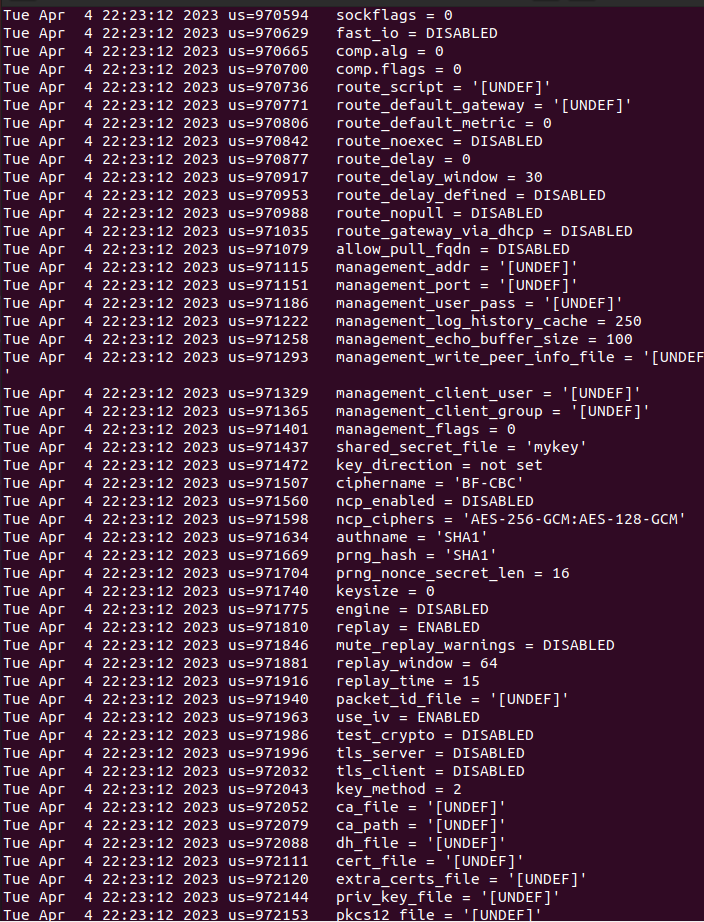 Tue Apr  4 22:23:12 2023 us=970594   sockflags = 0
Tue Apr  4 22:23:12 2023 us=970629   fast_io = DISABLED
Tue Apr  4 22:23:12 2023 us=970665   comp.alg = 0
Tue Apr  4 22:23:12 2023 us=970700   comp.flags = 0
Tue Apr  4 22:23:12 2023 us=970736   route_script = '[UNDEF]'
Tue Apr  4 22:23:12 2023 us=970771   route_default_gateway = '[UNDEF]'
Tue Apr  4 22:23:12 2023 us=970806   route_default_metric = 0
Tue Apr  4 22:23:12 2023 us=970842   route_noexec = DISABLED
Tue Apr  4 22:23:12 2023 us=970877   route_delay = 0
Tue Apr  4 22:23:12 2023 us=970917   route_delay_window = 30
Tue Apr  4 22:23:12 2023 us=970953   route_delay_defined = DISABLED
Tue Apr  4 22:23:12 2023 us=970988   route_nopull = DISABLED
Tue Apr  4 22:23:12 2023 us=971035   route_gateway_via_dhcp = DISABLED
Tue Apr  4 22:23:12 2023 us=971079   allow_pull_fqdn = DISABLED
Tue Apr  4 22:23:12 2023 us=971115   management_addr = '[UNDEF]'
Tue Apr  4 22:23:12 2023 us=971151   management_port = '[UNDEF]'
Tue Apr  4 22:23:12 2023 us=971186   management_user_pass = '[UNDEF]'
Tue Apr  4 22:23:12 2023 us=971222   management_log_history_cache = 250
Tue Apr  4 22:23:12 2023 us=971258   management_echo_buffer_size = 100
Tue Apr  4 22:23:12 2023 us=971293   management_write_peer_info_file = '[UNDEF
'
Tue Apr  4 22:23:12 2023 us=971329   management_client_user = '[UNDEF]'
Tue Apr  4 22:23:12 2023 us=971365   management_client_group = '[UNDEF]'
Tue Apr  4 22:23:12 2023 us=971401   management_flags = 0
Tue Apr  4 22:23:12 2023 us=971437   shared_secret_file = 'mykey'
Tue Apr  4 22:23:12 2023 us=971472   key_direction = not set
Tue Apr  4 22:23:12 2023 us=971507   ciphername = 'BF-CBC'
Tue Apr  4 22:23:12 2023 us=971560   ncp_enabled = DISABLED
Tue Apr  4 22:23:12 2023 us=971598   ncp_ciphers = 'AES-256-GCM:AES-128-GCM'
Tue Apr  4 22:23:12 2023 us=971634   authname = 'SHA1'
Tue Apr  4 22:23:12 2023 us=971669   prng_hash = 'SHA1'
Tue Apr  4 22:23:12 2023 us=971704   prng_nonce_secret_len = 16
Tue Apr  4 22:23:12 2023 us=971740   keysize = 0
Tue Apr  4 22:23:12 2023 us=971775   engine = DISABLED
Tue Apr  4 22:23:12 2023 us=971810   replay = ENABLED
Tue Apr  4 22:23:12 2023 us=971846   mute_replay_warnings = DISABLED
Tue Apr  4 22:23:12 2023 us=971881   replay_window = 64
Tue Apr  4 22:23:12 2023 us=971916   replay_time = 15
Tue Apr  4 22:23:12 2023 us=971940   packet_id_file = '[UNDEF]'
Tue Apr  4 22:23:12 2023 us=971963   use_iv = ENABLED
Tue Apr  4 22:23:12 2023 us=971986   test_crypto = DISABLED
Tue Apr  4 22:23:12 2023 us=971996   tls_server = DISABLED
Tue Apr  4 22:23:12 2023 us=972032   tls_client = DISABLED
Tue Apr  4 22:23:12 2023 us=972043   key_method = 2
Tue Apr  4 22:23:12 2023 us=972052   ca_file = '[UNDEF]'
Tue Apr  4 22:23:12 2023 us=972079   ca_path = '[UNDEF]'
Tue Apr  4 22:23:12 2023 us=972088   dh_file = '[UNDEF]'
Tue Apr  4 22:23:12 2023 us=972111   cert_file = '[UNDEF]'
Tue Apr  4 22:23:12 2023 us=972120   extra_certs_file = '[UNDEF]'
Tue Apr  4 22:23:12 2023 us=972144   priv_key_file = '[UNDEF]'
Tue Apr  4 22:23:12 2023 us=972153   pkcs12_file = '[UNDEF]'